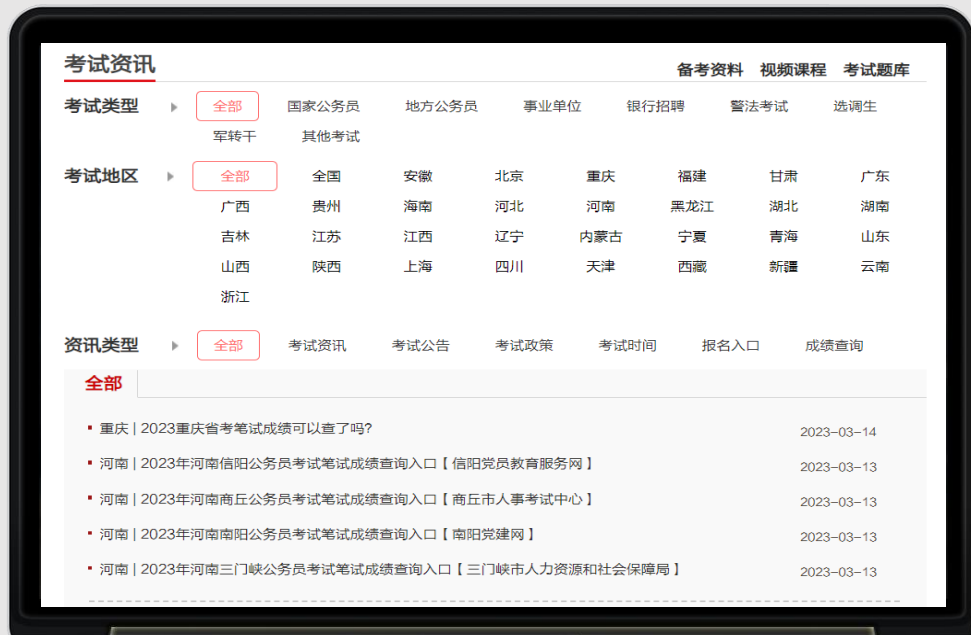 考试资讯
备考资料 视频课程 考试题库
考试类型 全部 国家公务员 地方公务员 事业单位 银行招聘 警法考试 选调生
军转干 其他考试
考试地区 全部 全国 安徽 北京 重庆 福建 甘肃 广东
广西 贵州 海南 河北 河南 黑龙江 湖北 湖南
吉林 江苏 江西 辽宁 内蒙古 宁夏 青海 山东
山西 陕西 上海 四川 天津 西藏 新疆 云南
浙江
资讯类型 全部 考试资讯 考试公告 考试政策 考试时间 报名入口 成绩查询
全部
重庆 | 2023重庆省考笔试成绩可以查了吗? 2023-03-14
河南 | 2023年河南信阳公务员考试笔试成绩查询入口【信阳党员教育服务网】 2023-03-13
河南 | 2023年河南商丘公务员考试笔试成绩查询入口【商丘市人事考试中心】 2023-03-13
河南 | 2023年河南南阳公务员考试笔试成绩查询入口【南阳党建网】 2023-03-13
河南 | 2023年河南三门峡公务员考试笔试成绩查询入口【三门峡市人力资源和社会保障局】 2023-03-13